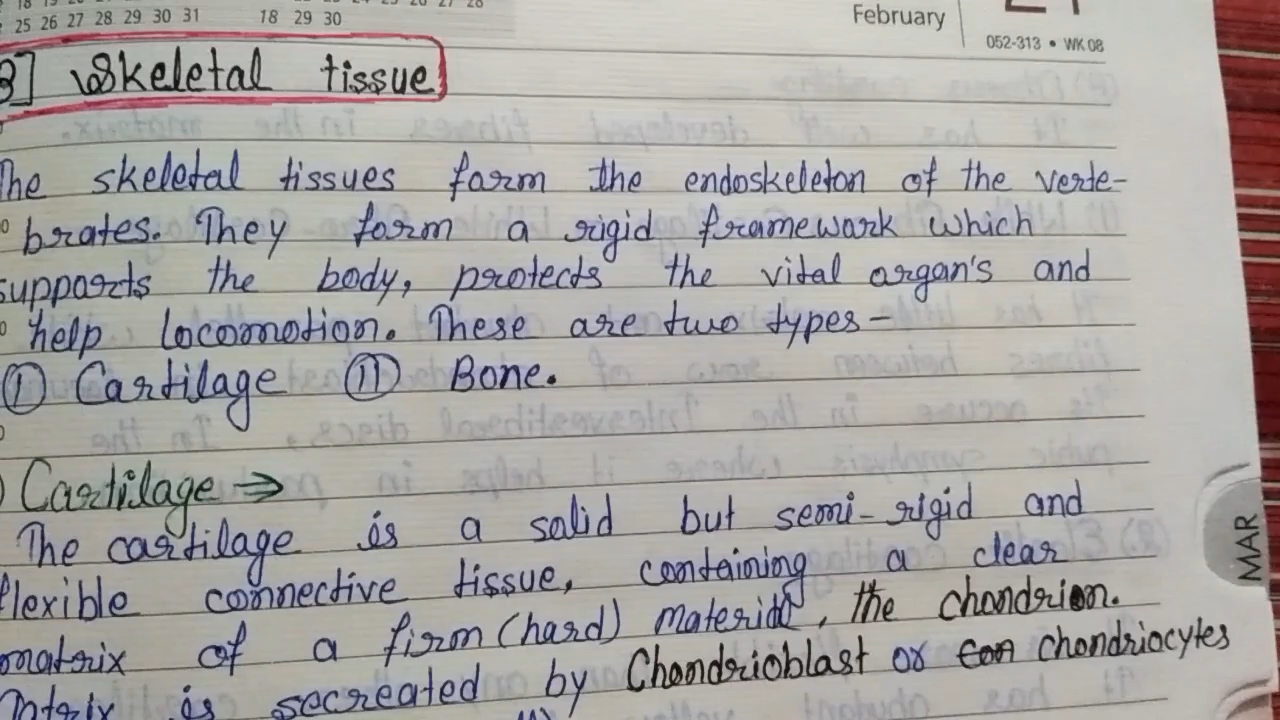 25 26 27 28 29 30 31 18 29 30
February
052-313 • WK 08
3] Skeletal tissue
The skeletal tissues form the endoskeleton of the verte-
brates. They form a rigid framework which
supports the body, protects the vital argan's and
help locomotion. These are two types-
(I) Cartilage (II) Bone.
Cartilage →
The cartilage is a solid but semi-rigid and
flexible connective tissue, containing a clear
matrix of a firm (hard) material, the chondrion.
Matrix is secreated by Chondrioblast or chondriocytes
MAR